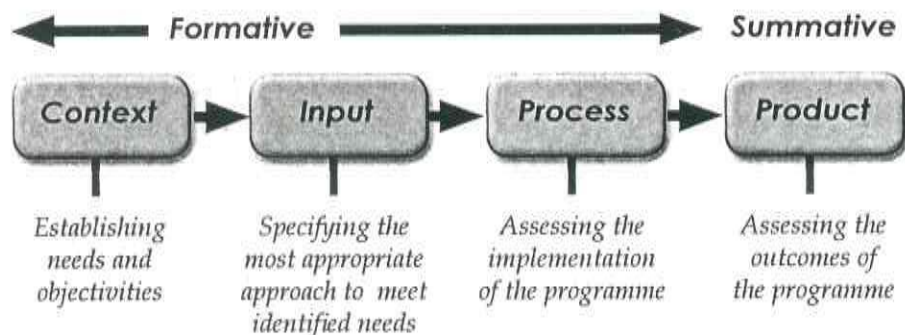 Formative Summative
Context Input Process Product
Establishing
needs and
objectivities
Specifying the
most appropriate
approach to meet
identified needs
Assessing the
implementation
of the programme
Assessing the
outcomes of
the programme